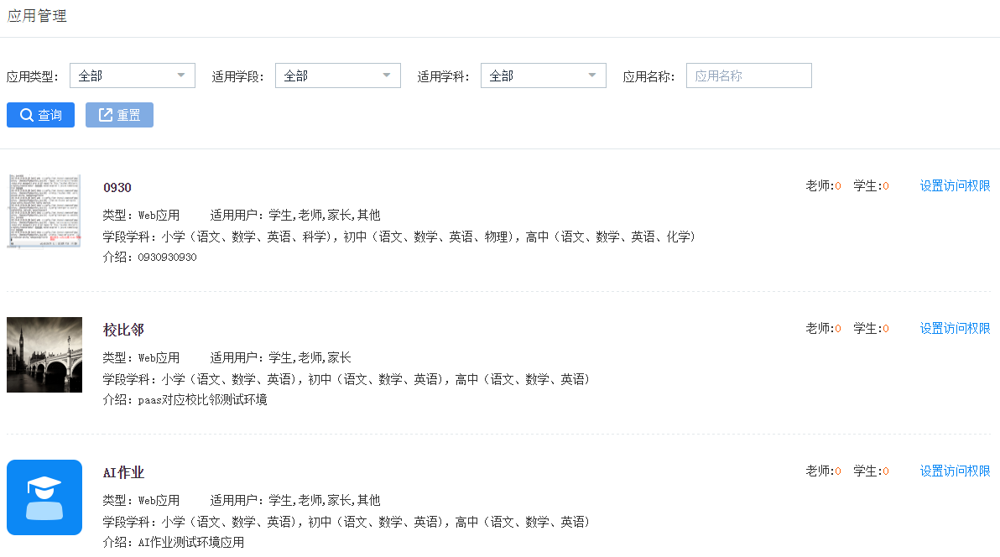 应用管理
应用类型: 全部 适用学段: 全部 适用学科: 全部 应用名称: 应用名称
查询 重置
0930 老师:0 学生:0 设置访问权限
类型：Web应用 适用用户：学生,老师,家长,其他
学段学科：小学（语文、数学、英语、科学），初中（语文、数学、英语、物理），高中（语文、数学、英语、化学）
介绍：0930930930
校比邻 老师:0 学生:0 设置访问权限
类型：Web应用 适用用户：学生,老师,家长
学段学科：小学（语文、数学、英语），初中（语文、数学、英语），高中（语文、数学、英语）
介绍：paas对应校比邻测试环境
AI作业 老师:0 学生:0 设置访问权限
类型：Web应用 适用用户：学生,老师,家长,其他
学段学科：小学（语文、数学、英语），初中（语文、数学、英语），高中（语文、数学、英语）
介绍：AI作业测试环境应用